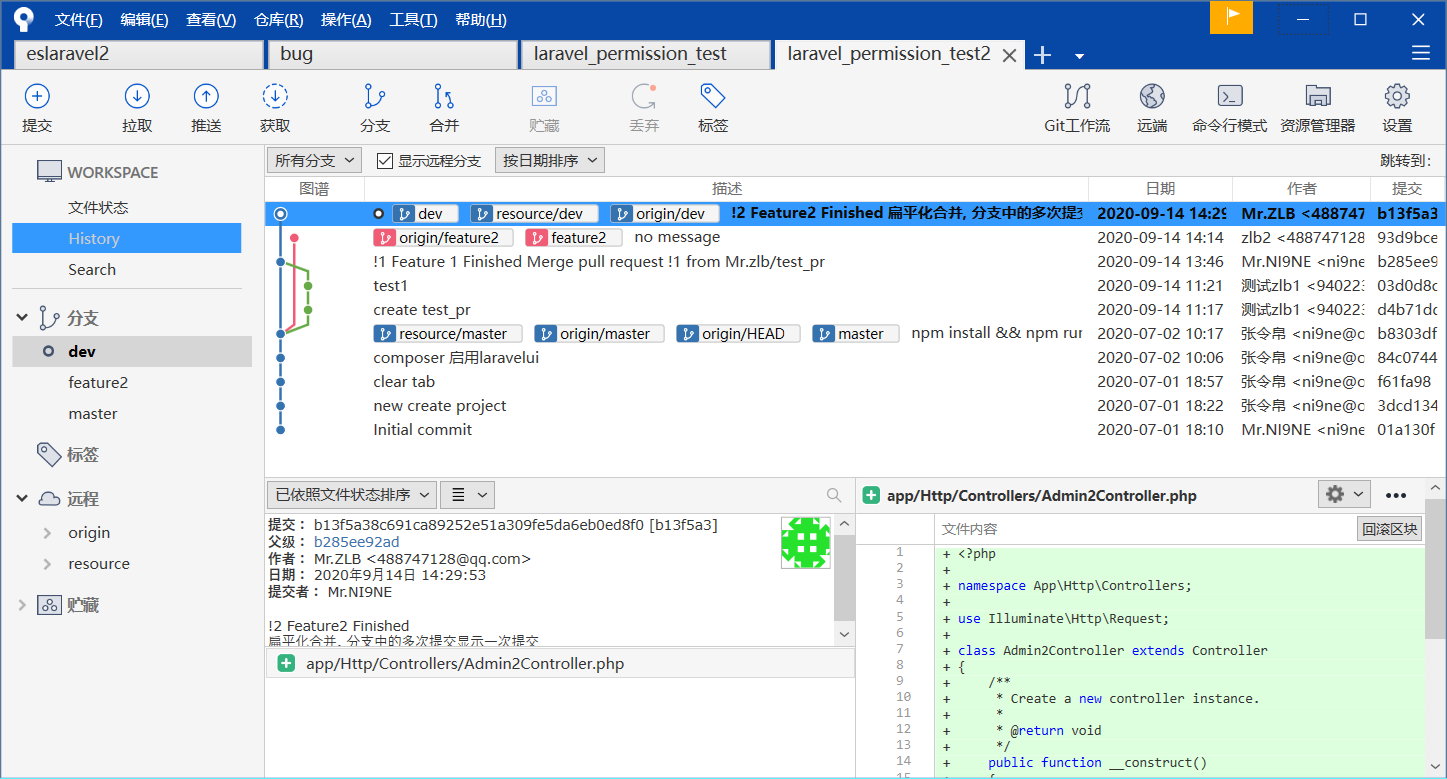 文件(F) 编辑(E) 查看(V) 仓库(R) 操作(A) 工具(T) 帮助(H)
eslaravel2 bug laravel_permission_test laravel_permission_test2
提交 拉取 推送 获取 分支 合并 贮藏 丢弃 标签 Git工作流 远端 命令行模式 资源管理器 设置
WORKSPACE
文件状态
History
Search
分支
dev
feature2
master
标签
远程
origin
resource
贮藏
所有分支 显示远程分支 按日期排序 跳转到:
图谱 描述 日期 作者 提交
dev resource/dev origin/dev !2 Feature2 Finished 扁平化合并, 分支中的多次提交 2020-09-14 14:29 Mr.ZLB <488747 b13f5a3
origin/feature2 feature2 no message 2020-09-14 14:14 zlb2 <488747128 93d9bce
!1 Feature 1 Finished Merge pull request !1 from Mr.zlb/test_pr 2020-09-14 13:46 Mr.NI9NE <ni9ne b285ee9
test1 2020-09-14 11:21 测试zlb1 <940223 03d0d8c
create test_pr 2020-09-14 11:17 测试zlb1 <940223 d4b71dc
resource/master origin/master origin/HEAD master npm install && npm run 2020-07-02 10:17 张令帛 <ni9ne@o b8303df
composer 启用laravelui 2020-07-02 10:06 张令帛 <ni9ne@o 84c0744
clear tab 2020-07-01 18:57 张令帛 <ni9ne@o f61fa98
new create project 2020-07-01 18:22 张令帛 <ni9ne@o 3dcd134
Initial commit 2020-07-01 18:10 Mr.NI9NE <ni9ne 01a130f
已依照文件状态排序
提交： b13f5a38c691ca89252e51a309fe5da6eb0ed8f0 [b13f5a3]
父级： b285ee92ad
作者： Mr.ZLB <488747128@qq.com>
日期： 2020年9月14日 14:29:53
提交者： Mr.NI9NE
!2 Feature2 Finished
扁平化合并, 分支中的多次提交显示一次提交
app/Http/Controllers/Admin2Controller.php
app/Http/Controllers/Admin2Controller.php
文件内容 回滚区块
1 + <?php
2 +
3 + namespace App\Http\Controllers;
4 +
5 + use Illuminate\Http\Request;
6 +
7 + class Admin2Controller extends Controller
8 + {
9 + /**
10 + * Create a new controller instance.
11 + *
12 + * @return void
13 + */
14 + public function __construct()
15 + {